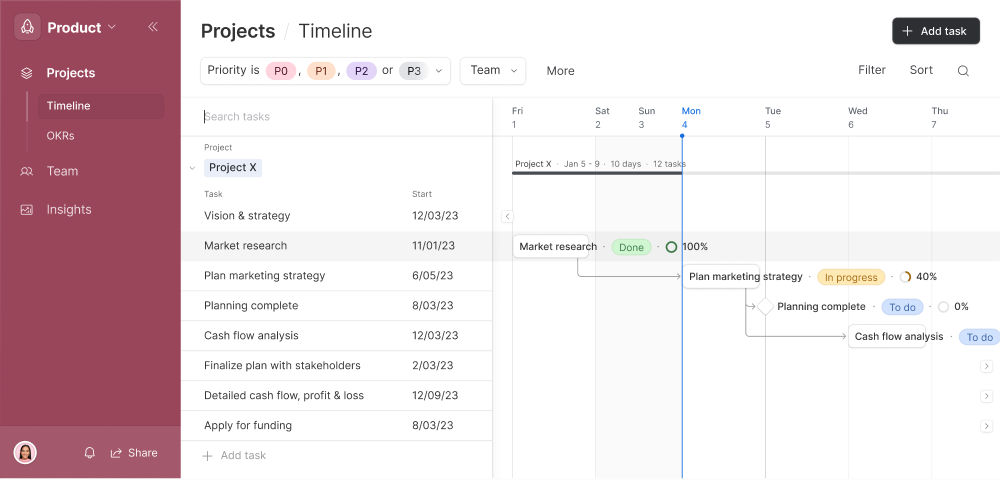 Product
Projects
Timeline
OKRs
Team
Insights
Share
Projects / Timeline
Add task
Priority is P0 , P1 , P2 or P3
Team
More
Filter
Sort
Search tasks
Fri Sat Sun Mon Tue Wed Thu
1 2 3 4 5 6 7
Project
Project X
Project X · Jan 5 - 9 · 10 days · 12 tasks
Task Start
Vision & strategy 12/03/23
Market research 11/01/23
Market research · Done · 100%
Plan marketing strategy 6/05/23
Plan marketing strategy · In progress · 40%
Planning complete 8/03/23
Planning complete · To do · 0%
Cash flow analysis 12/03/23
Cash flow analysis · To do
Finalize plan with stakeholders 2/03/23
Detailed cash flow, profit & loss 12/09/23
Apply for funding 8/03/23
Add task